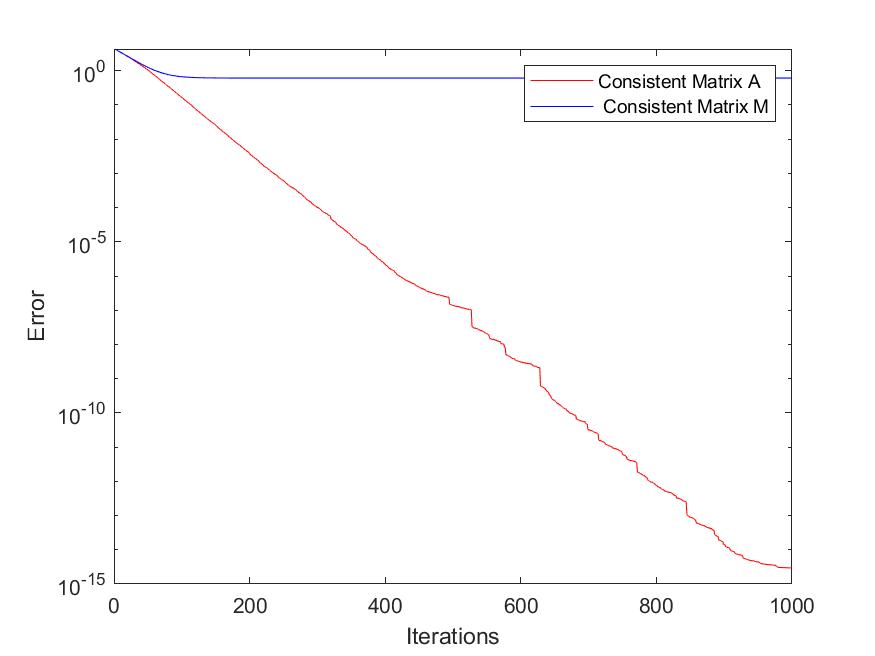 10^0
Consistent Matrix A
Consistent Matrix M
10^-5
Error
10^-10
10^-15
0 200 400 600 800 1000
Iterations